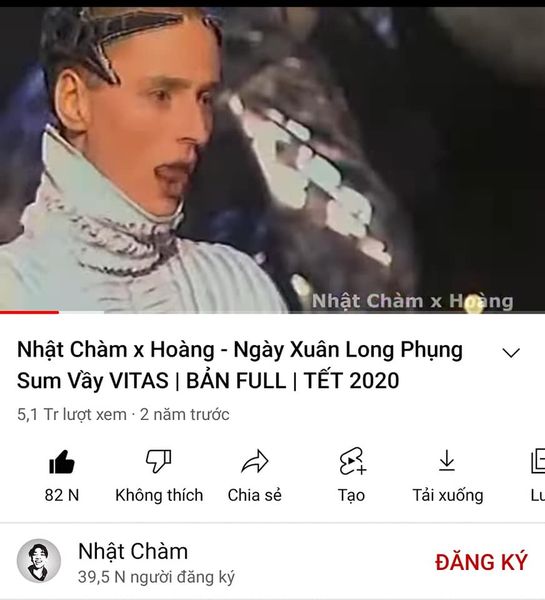 Nhật Chàm x Hoàng
Nhật Chàm x Hoàng - Ngày Xuân Long Phụng
Sum Vầy VITAS | BẢN FULL | TẾT 2020
5,1 Tr lượt xem · 2 năm trước
82 N Không thích Chia sẻ Tạo Tải xuống
Nhật Chàm
39,5 N người đăng ký
ĐĂNG KÝ